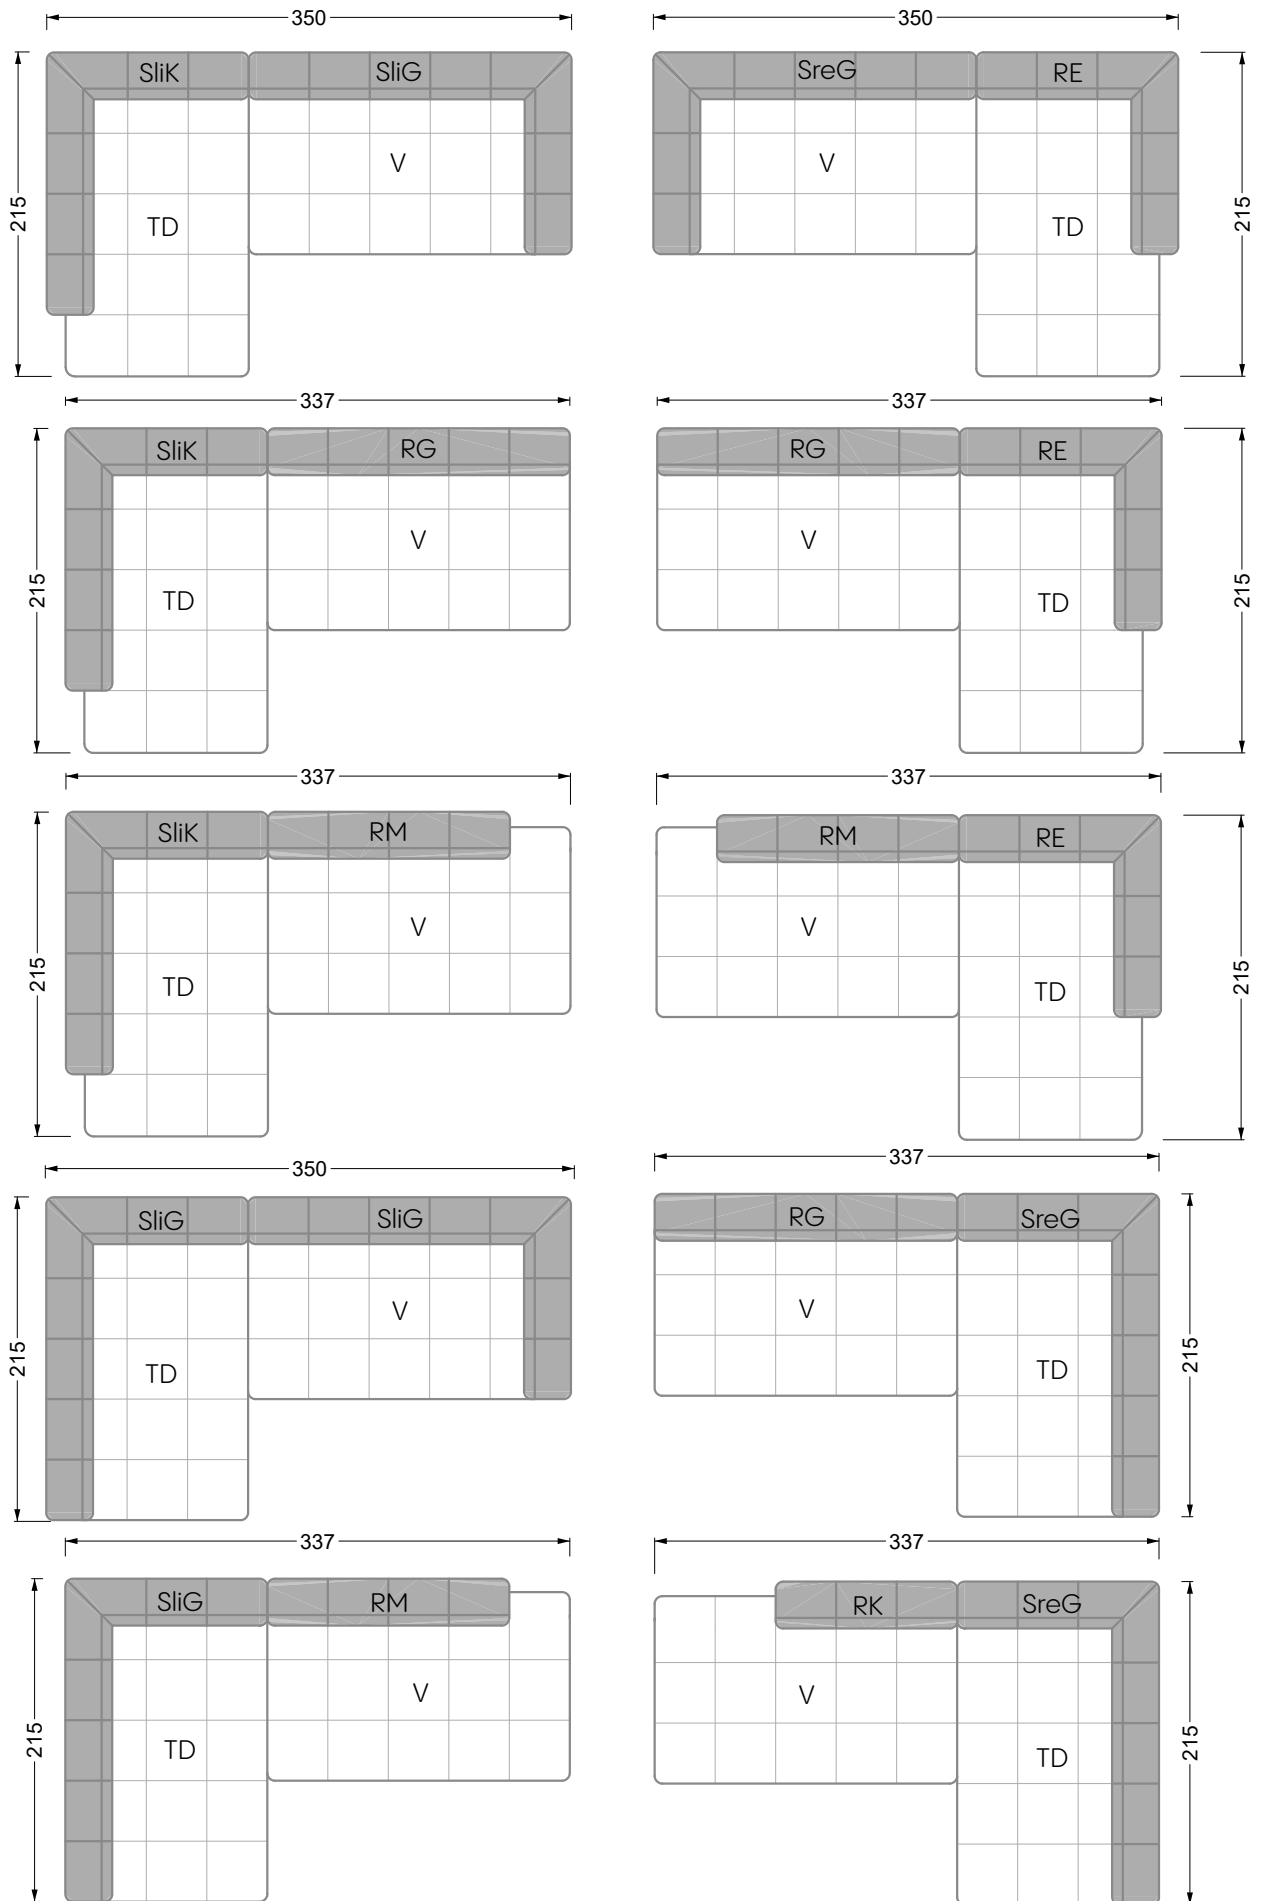 350
SliK SliG
V
TD
215
350
SreG RE
V
TD
215
337
SliK RG
V
TD
215
337
RG RE
V
TD
215
337
SliK RM
V
TD
215
337
RM RE
V
TD
215
350
SliG SliG
V
TD
215
337
RG SreG
V
TD
215
337
SliG RM
V
TD
215
337
RK SreG
V
TD
215